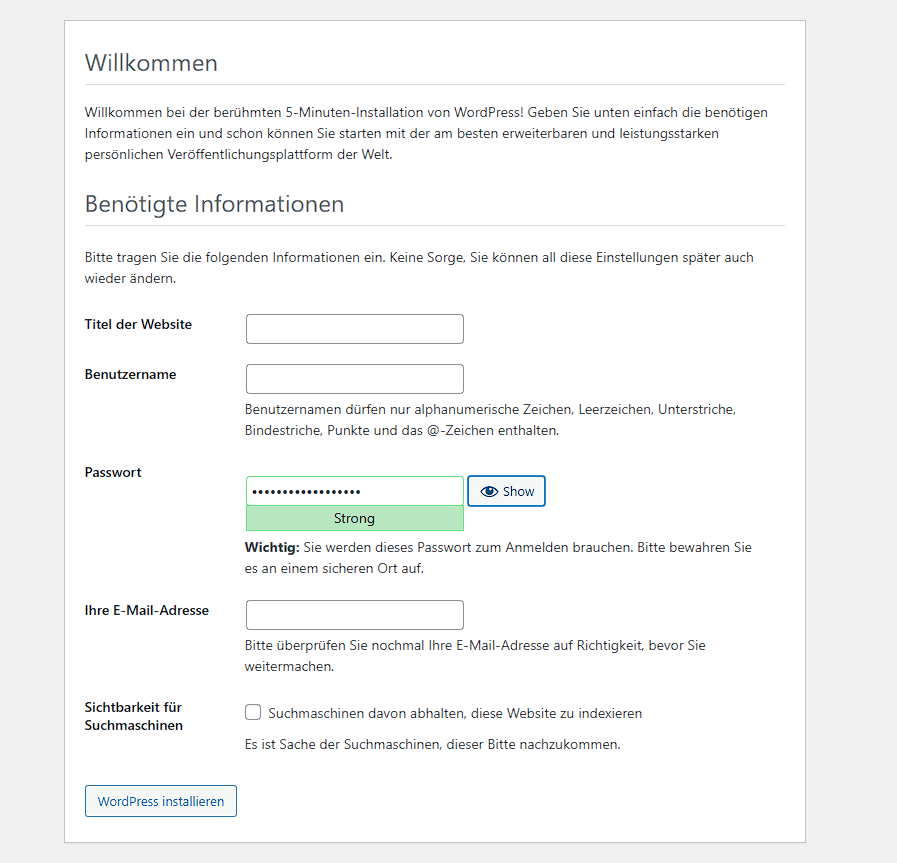 Willkommen
Willkommen bei der berühmten 5-Minuten-Installation von WordPress! Geben Sie unten einfach die benötigen
Informationen ein und schon können Sie starten mit der am besten erweiterbaren und leistungsstarken
persönlichen Veröffentlichungsplattform der Welt.
Benötigte Informationen
Bitte tragen Sie die folgenden Informationen ein. Keine Sorge, Sie können all diese Einstellungen später auch
wieder ändern.
Titel der Website
Benutzername
Benutzernamen dürfen nur alphanumerische Zeichen, Leerzeichen, Unterstriche,
Bindestriche, Punkte und das @-Zeichen enthalten.
Passwort
•••••••••••••••••• Show
Strong
Wichtig: Sie werden dieses Passwort zum Anmelden brauchen. Bitte bewahren Sie
es an einem sicheren Ort auf.
Ihre E-Mail-Adresse
Bitte überprüfen Sie nochmal Ihre E-Mail-Adresse auf Richtigkeit, bevor Sie
weitermachen.
Sichtbarkeit für
Suchmaschinen
Suchmaschinen davon abhalten, diese Website zu indexieren
Es ist Sache der Suchmaschinen, dieser Bitte nachzukommen.
WordPress installieren